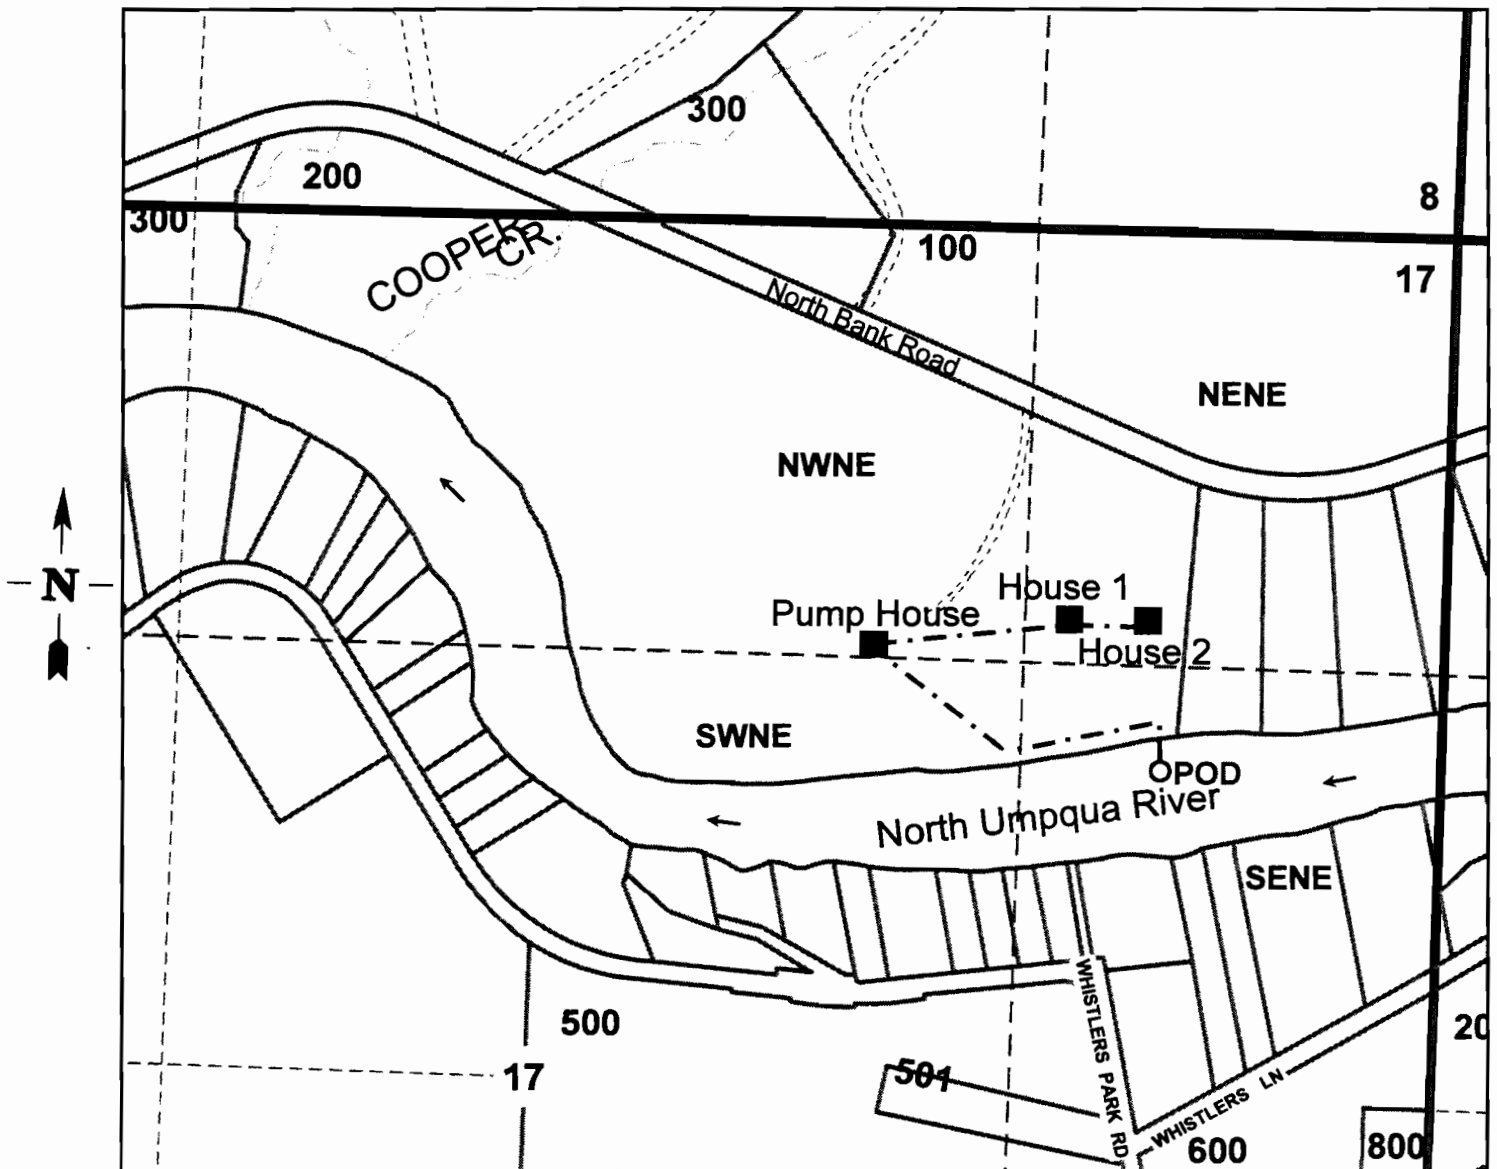 300
200
8
300
COOPER
CR.
100
17
North Bank Road
NENE
NWNE
N
House 1
Pump House
House 2
SWNE
POD
North Umpqua River
SENE
500
20
17
501
WHISTLERS PARK RD
WHISTLERS LN
600
800